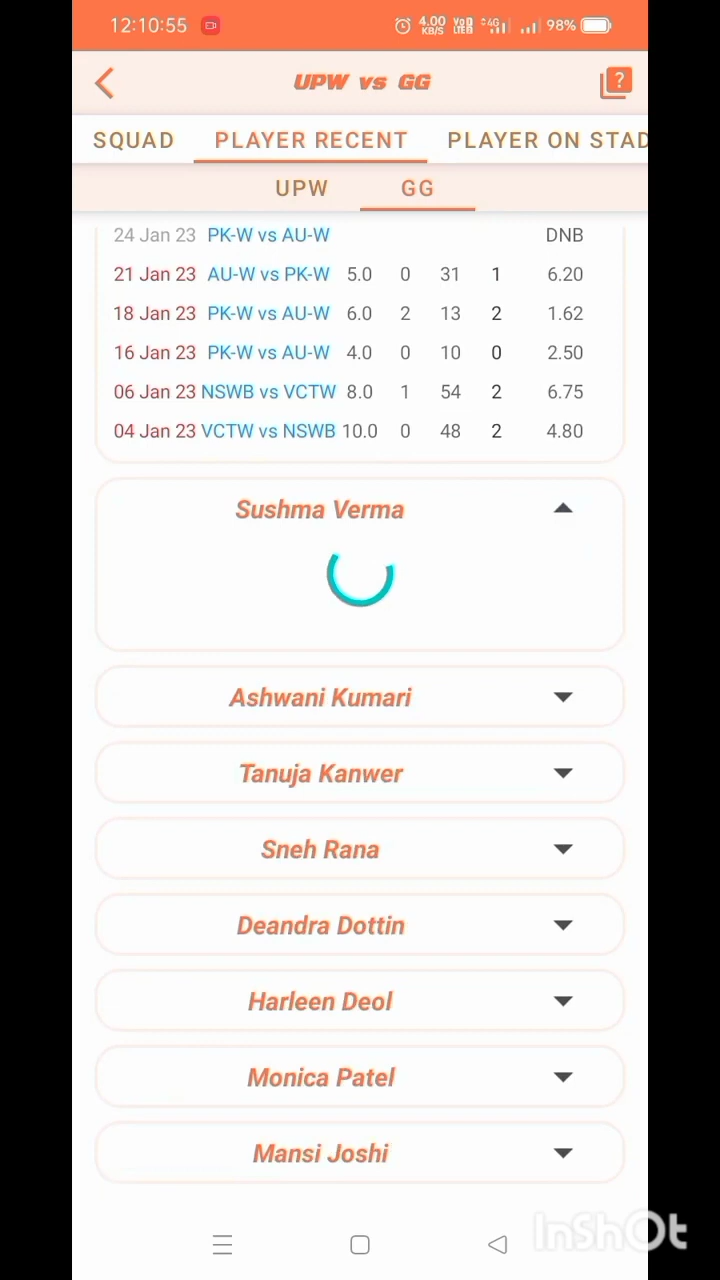 12:10:55 4.00 KB/S VoD LTE 4G 98%
UPW vs GG
?
SQUAD PLAYER RECENT PLAYER ON STAD
UPW GG
24 Jan 23 PK-W vs AU-W DNB
21 Jan 23 AU-W vs PK-W 5.0 0 31 1 6.20
18 Jan 23 PK-W vs AU-W 6.0 2 13 2 1.62
16 Jan 23 PK-W vs AU-W 4.0 0 10 0 2.50
06 Jan 23 NSWB vs VCTW 8.0 1 54 2 6.75
04 Jan 23 VCTW vs NSWB 10.0 0 48 2 4.80
Sushma Verma
Ashwani Kumari
Tanuja Kanwer
Sneh Rana
Deandra Dottin
Harleen Deol
Monica Patel
Mansi Joshi
InShOt